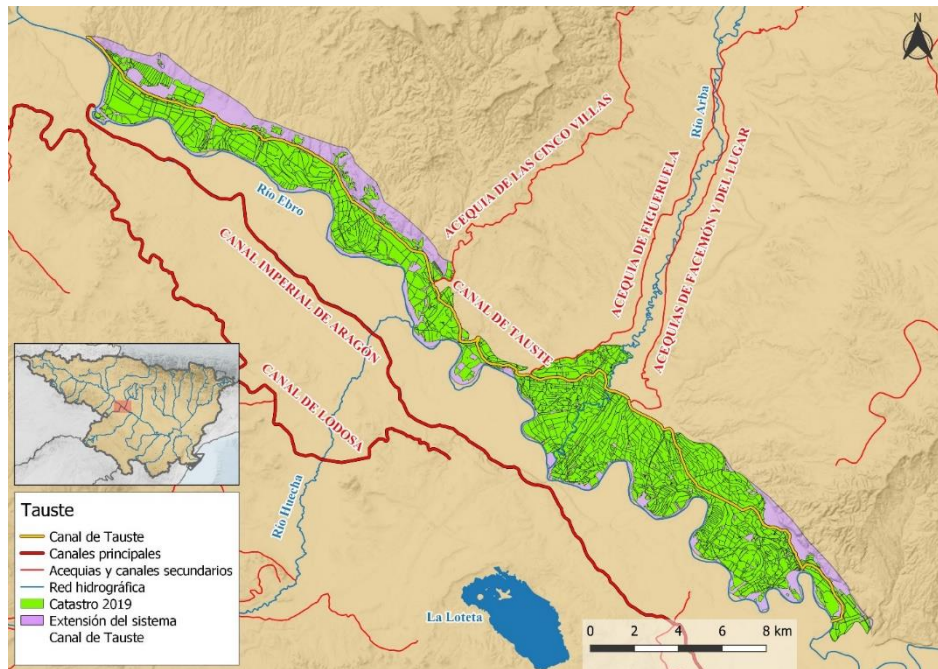 N
ACEQUIA DE LAS CINCO VILLAS
Río Arba
Río Ebro
ACEQUIA DE FIGUERUELA
ACEQUIAS DE FACEMÓN Y DEL LUGAR
CANAL IMPERIAL DE ARAGÓN
CANAL DE TAUSTE
CANAL DE LODOSA
Río Huecha
La Loteta
Tauste
Canal de Tauste
Canales principales
Acequias y canales secundarios
Red hidrográfica
Catastro 2019
Extensión del sistema
Canal de Tauste
0 2 4 6 8 km